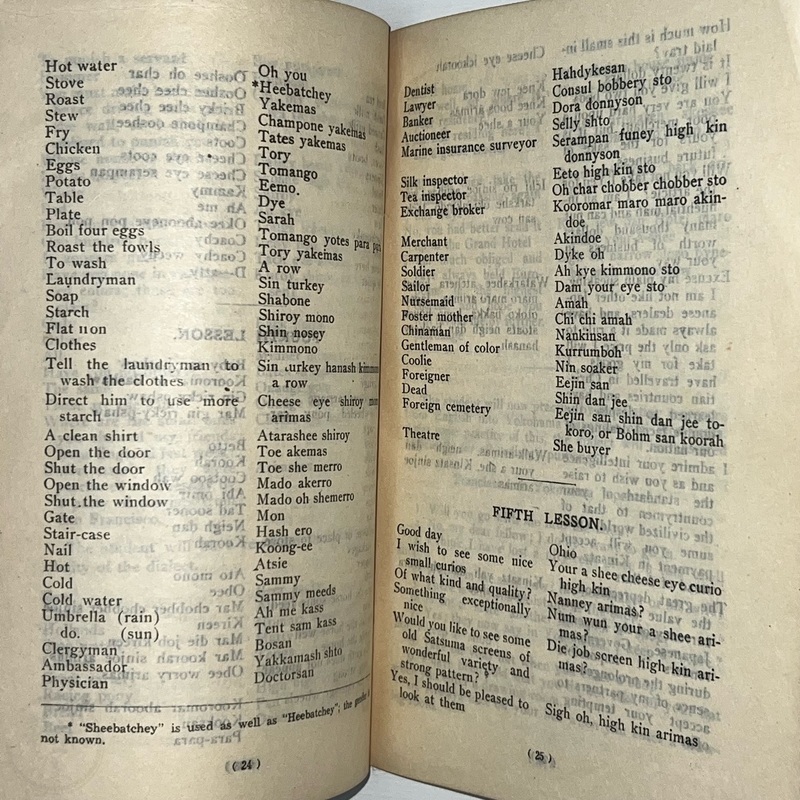 Hot water Oh you
Stove *Heebatchey
Roast Yakemas
Stew Champone yakemas
Fry Tates yakemas
Chicken Tory
Eggs Tomango
Potato Eemo.
Table Dye
Plate Sarah
Boil four eggs Tomango yotes para
Roast the fowls Tory yakemas
To wash A row
Laundryman Sin turkey
Soap Shabone
Starch Shiroy mono
Flat iron Shin nosey
Clothes Kimmono
Tell the laundryman to Sin turkey hanash kimmono
wash the clothes a row
Direct him to use more Cheese eye shiroy
starch arimas
A clean shirt Atarashee shiroy
Open the door Toe akemas
Shut the door Toe she merro
Open the window Mado akerro
Shut the window Mado oh shemerro
Gate Mon
Stair-case Hash ero
Nail Koong-ee
Hot Atsie
Cold Sammy
Cold water Sammy meeds
Umbrella (rain) Ah me kass
do. (sun) Tent sam kass
Clergyman Bosan
Ambassador Yakkamash shto
Physician Doctorsan
* "Sheebatchey" is used as well as "Heebatchey"; the
not known.
( 24 )
Dentist Hahdykesan
Lawyer Consul bobbery sto
Banker Dora donnyson
Auctioneer Selly shto
Marine insurance surveyor Serampan funey high kin
donnyson
Silk inspector Eeto high kin sto
Tea inspector Oh char chobber chobber sto
Exchange broker Kooromar maro maro akin-
doe
Merchant Akindoe
Carpenter Dyke oh
Soldier Ah kye kimmono sto
Sailor Dam your eye sto
Nursemaid Amah
Foster mother Chi chi amah
Chinaman Nankinsan
Gentleman of color Kurrumboh
Coolie Nin soaker
Foreigner Eejin san
Dead Shin dan jee
Foreign cemetery Eejin san shin dan jee to-
koro, or Bohm san koorah
Theatre She buyer
FIFTH LESSON.
Good day Ohio
I wish to see some nice Your a shee cheese eye curio
small curios high kin
Of what kind and quality? Nanney arimas?
Something exceptionally Num wun your a shee ari-
nice mas?
Would you like to see some Die job screen high kin ari-
old Satsuma screens of mas?
wonderful variety and
strong pattern?
Yes, I should be pleased to Sigh oh, high kin arimas
look at them
( 25 )